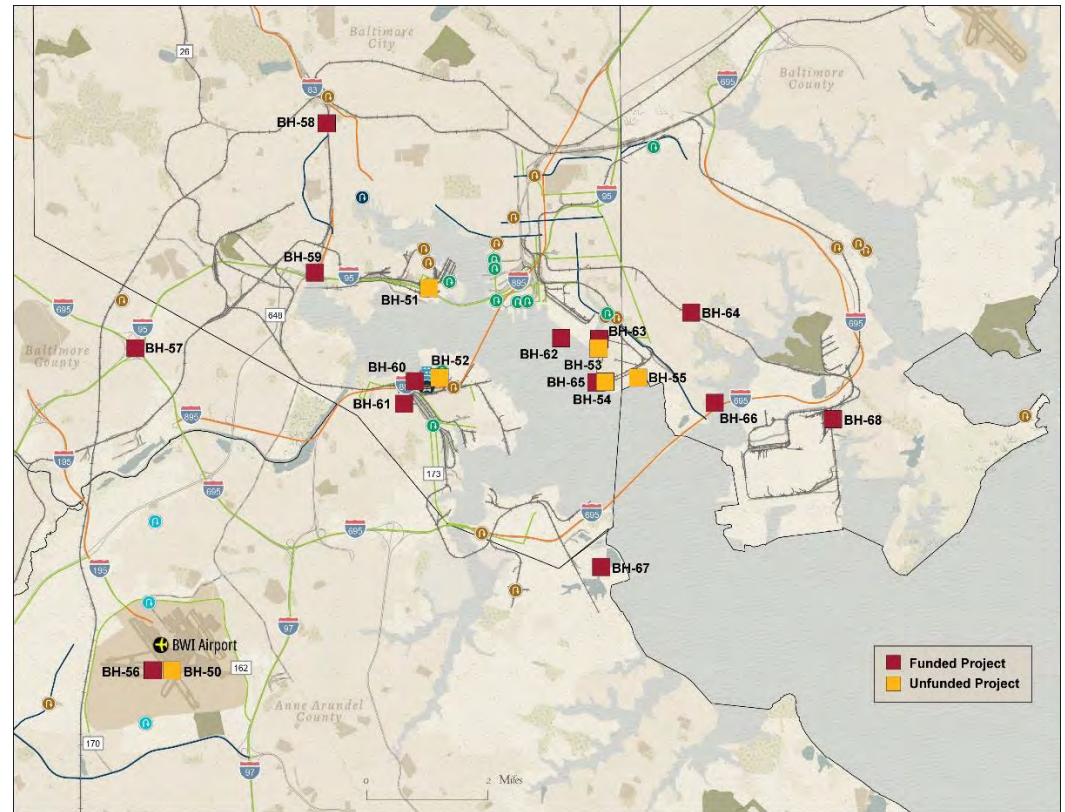 Baltimore
City
26
695
Baltimore
County
83
BH-58
95
BH-59
95
895
BH-51
695
648
BH-64
BH-63
695
95
BH-62
Baltimore
County
BH-57
BH-53
BH-52
BH-60
BH-55
BH-65
BH-54
695
BH-61
BH-66
895
BH-68
195
173
695
695
695
BH-67
195
97
BWI Airport
Funded Project
162
BH-56
BH-50
Unfunded Project
Anne Arundel
County
170
97
0 2 Miles